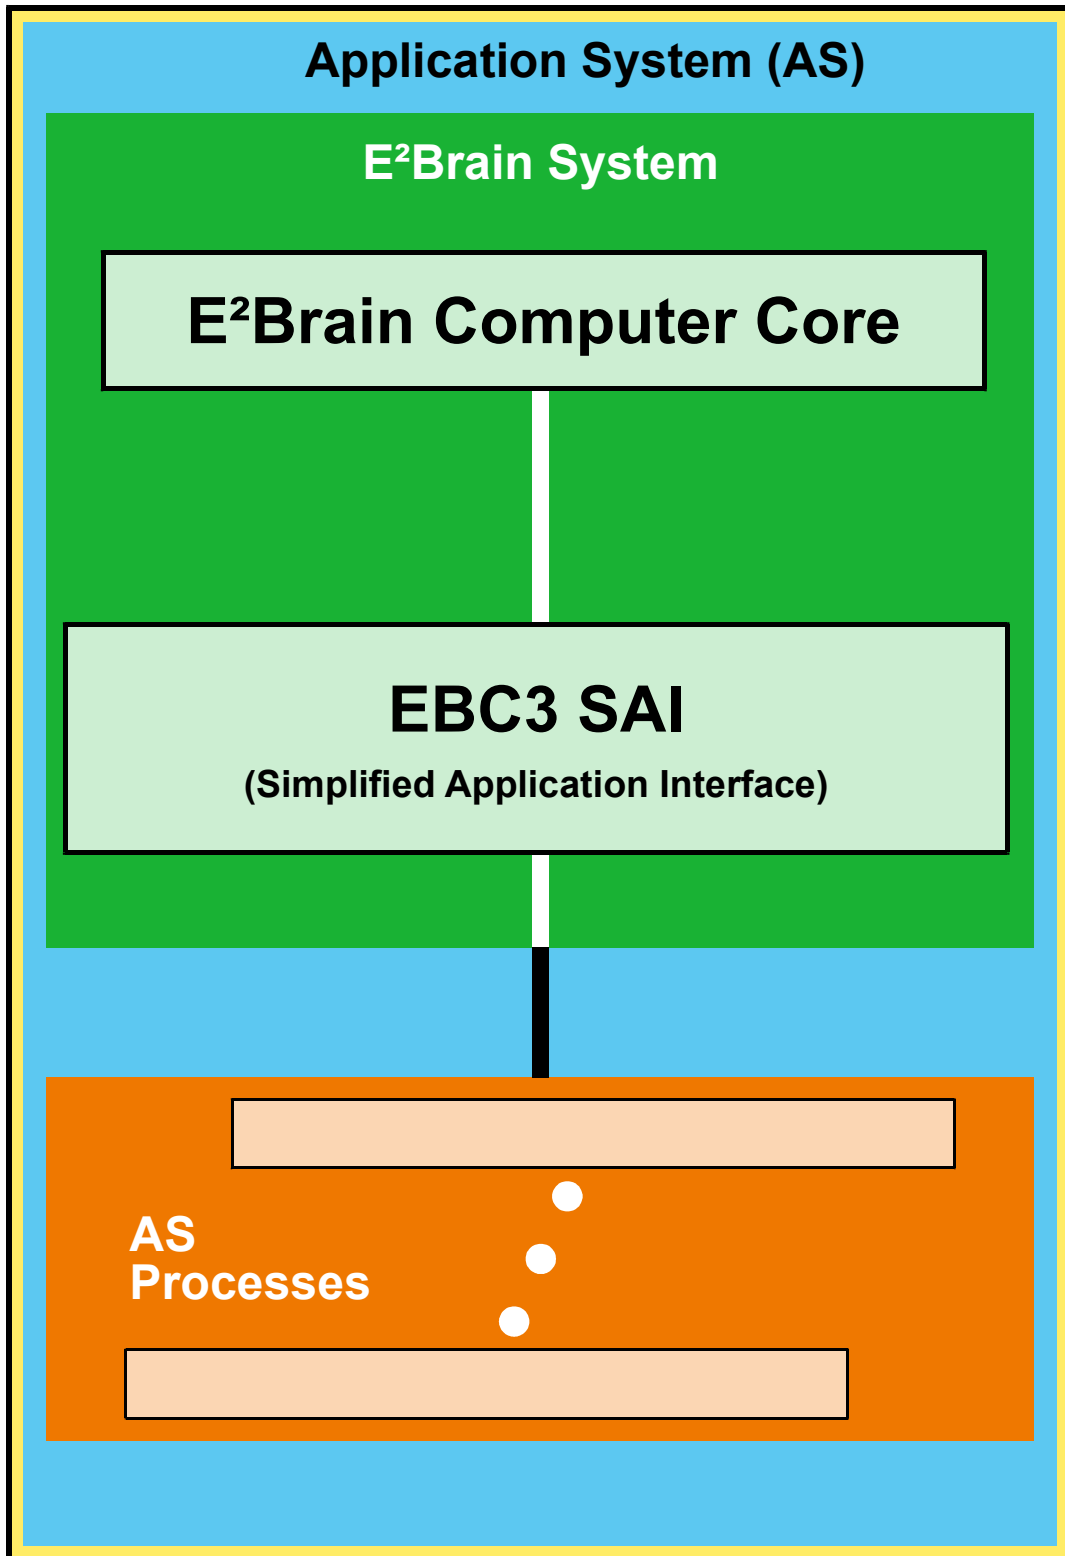 Application System (AS)
E²Brain System
E²Brain Computer Core
EBC3 SAI
(Simplified Application Interface)
AS
Processes